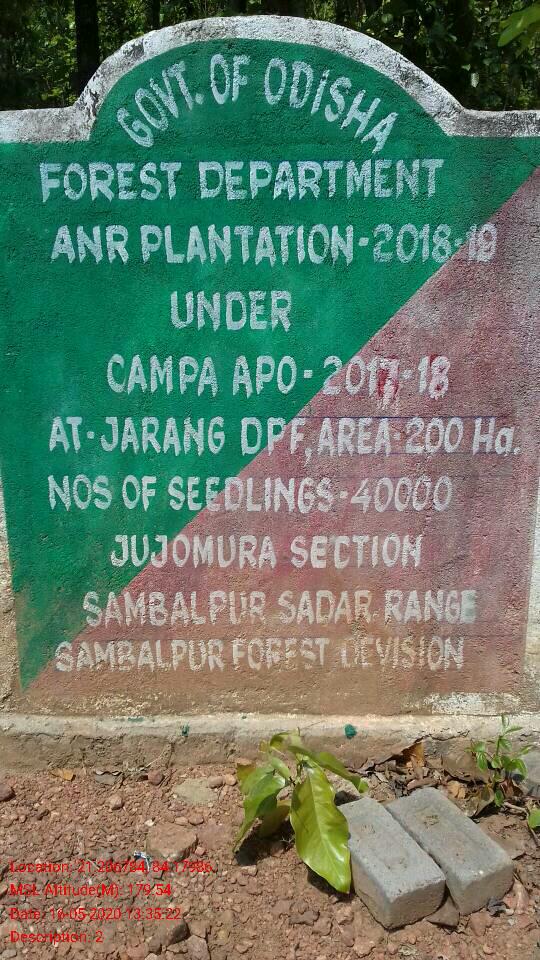 GOVT. OF ODISHA
FOREST DEPARTMENT
ANR PLANTATION-2018-19
UNDER
CAMPA APO-2017-18
AT-JARANG DPF, AREA-200 Ha.
NOS OF SEEDLINGS-40000
JUJOMURA SECTION
SAMBALPUR SADAR RANGE
SAMBALPUR FOREST DEVISION
Location: 21.206784, 84.17986
MSL Altitude(M): 179.54
Date: 16-05-2020 13:35:22
Description: 2